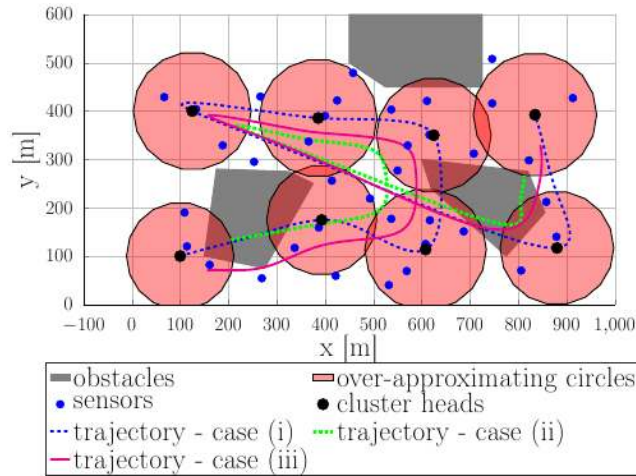 600
500
400
300
200
100
0
y [m]
−100 0 100 200 300 400 500 600 700 800 900 1,000
x [m]
obstacles over-approximating circles
sensors cluster heads
trajectory - case (i) trajectory - case (ii)
trajectory - case (iii)